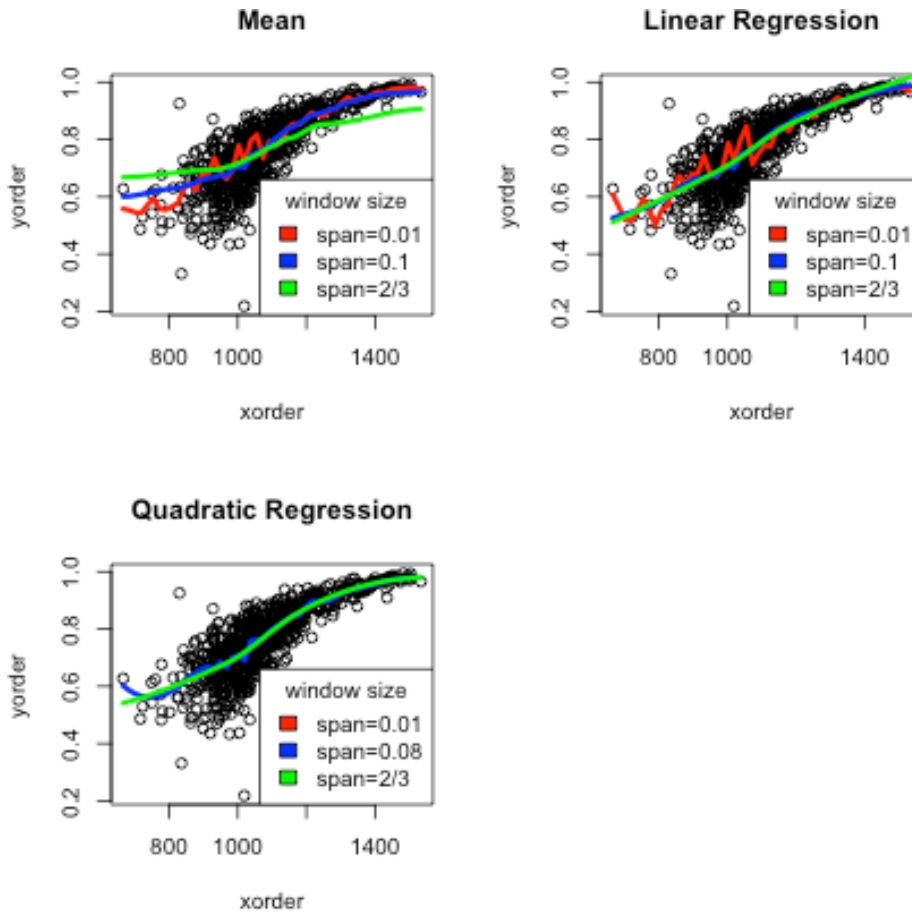 Mean
yorder
1.0
0.8
0.6
0.4
0.2
window size
span=0.01
span=0.1
span=2/3
800 1000 1400
xorder
Linear Regression
yorder
1.0
0.8
0.6
0.4
0.2
window size
span=0.01
span=0.1
span=2/3
800 1000 1400
xorder
Quadratic Regression
yorder
1.0
0.8
0.6
0.4
0.2
window size
span=0.01
span=0.08
span=2/3
800 1000 1400
xorder